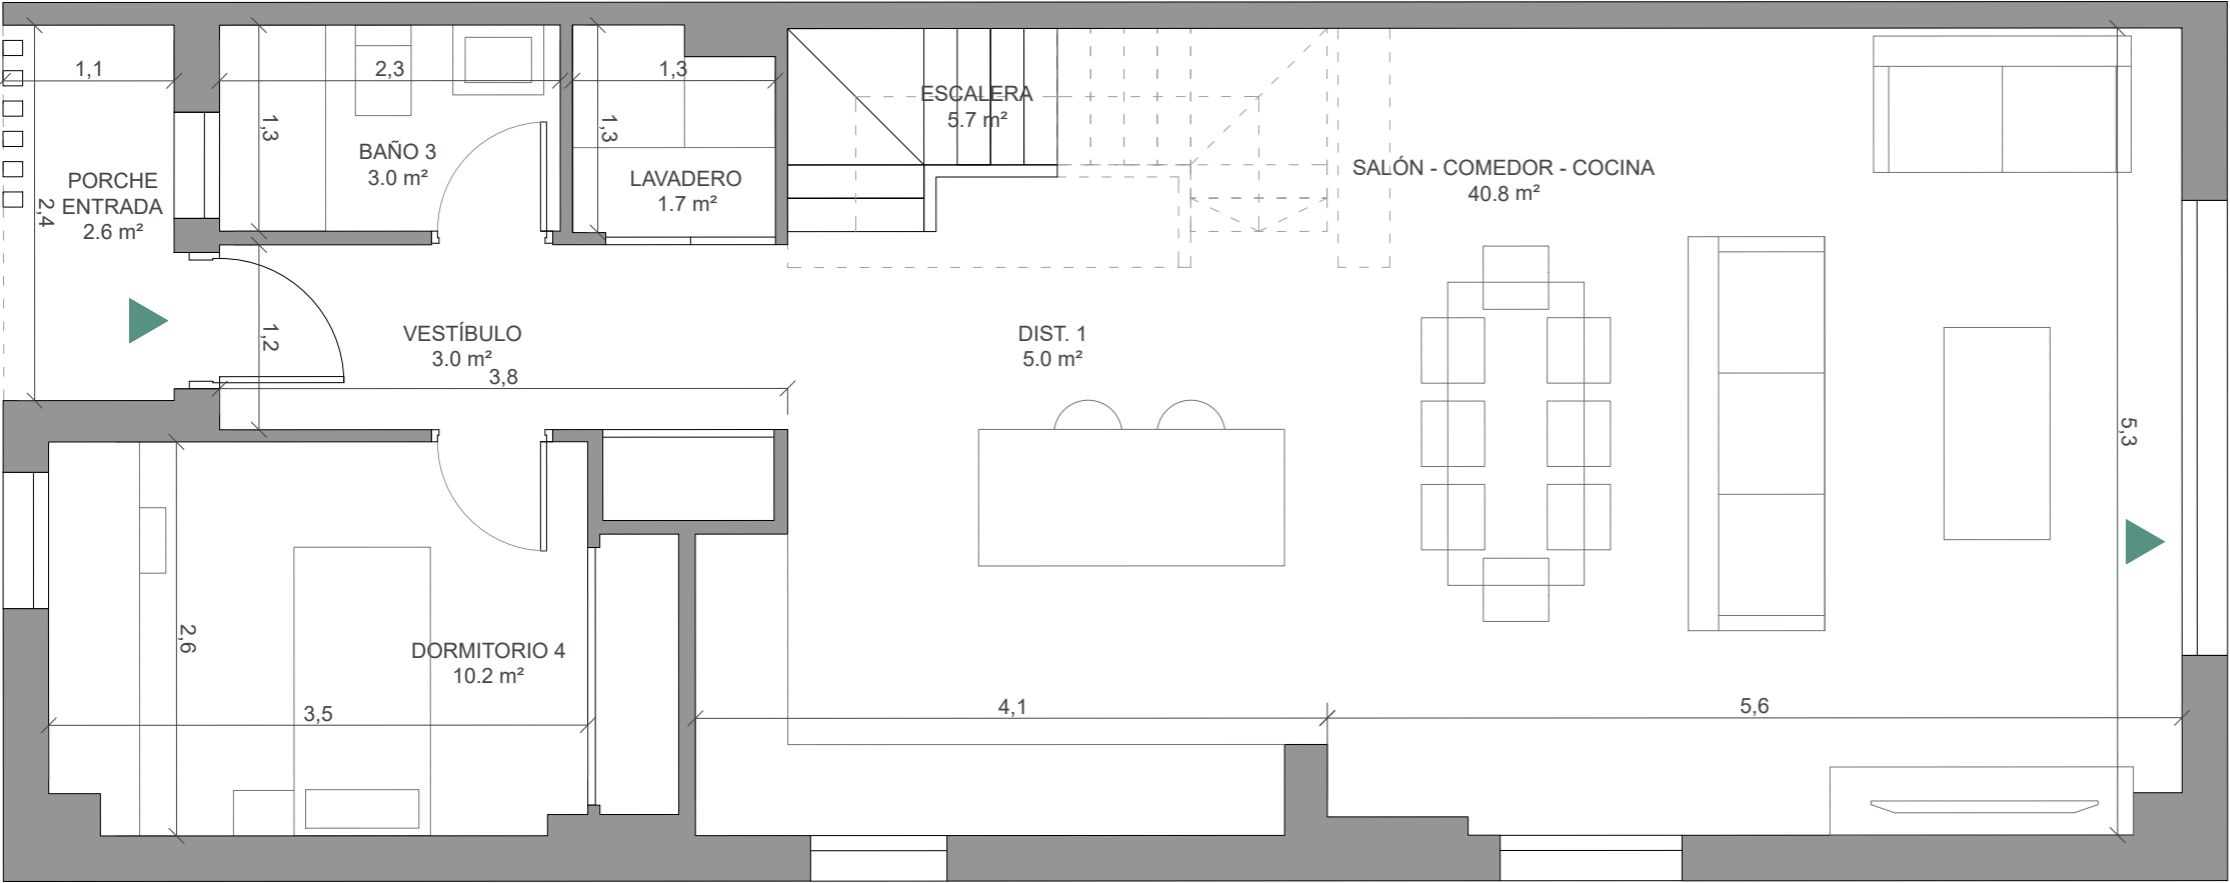 1,1
2,3
1,3
ESCALERA
5.7 m²
1,3
1,3
BAÑO 3
3.0 m²
SALÓN - COMEDOR - COCINA
40.8 m²
PORCHE
ENTRADA
2.6 m²
2,4
LAVADERO
1.7 m²
1,2
VESTÍBULO
3.0 m²
DIST. 1
5.0 m²
3,8
5,3
2,6
DORMITORIO 4
10.2 m²
3,5
4,1
5,6